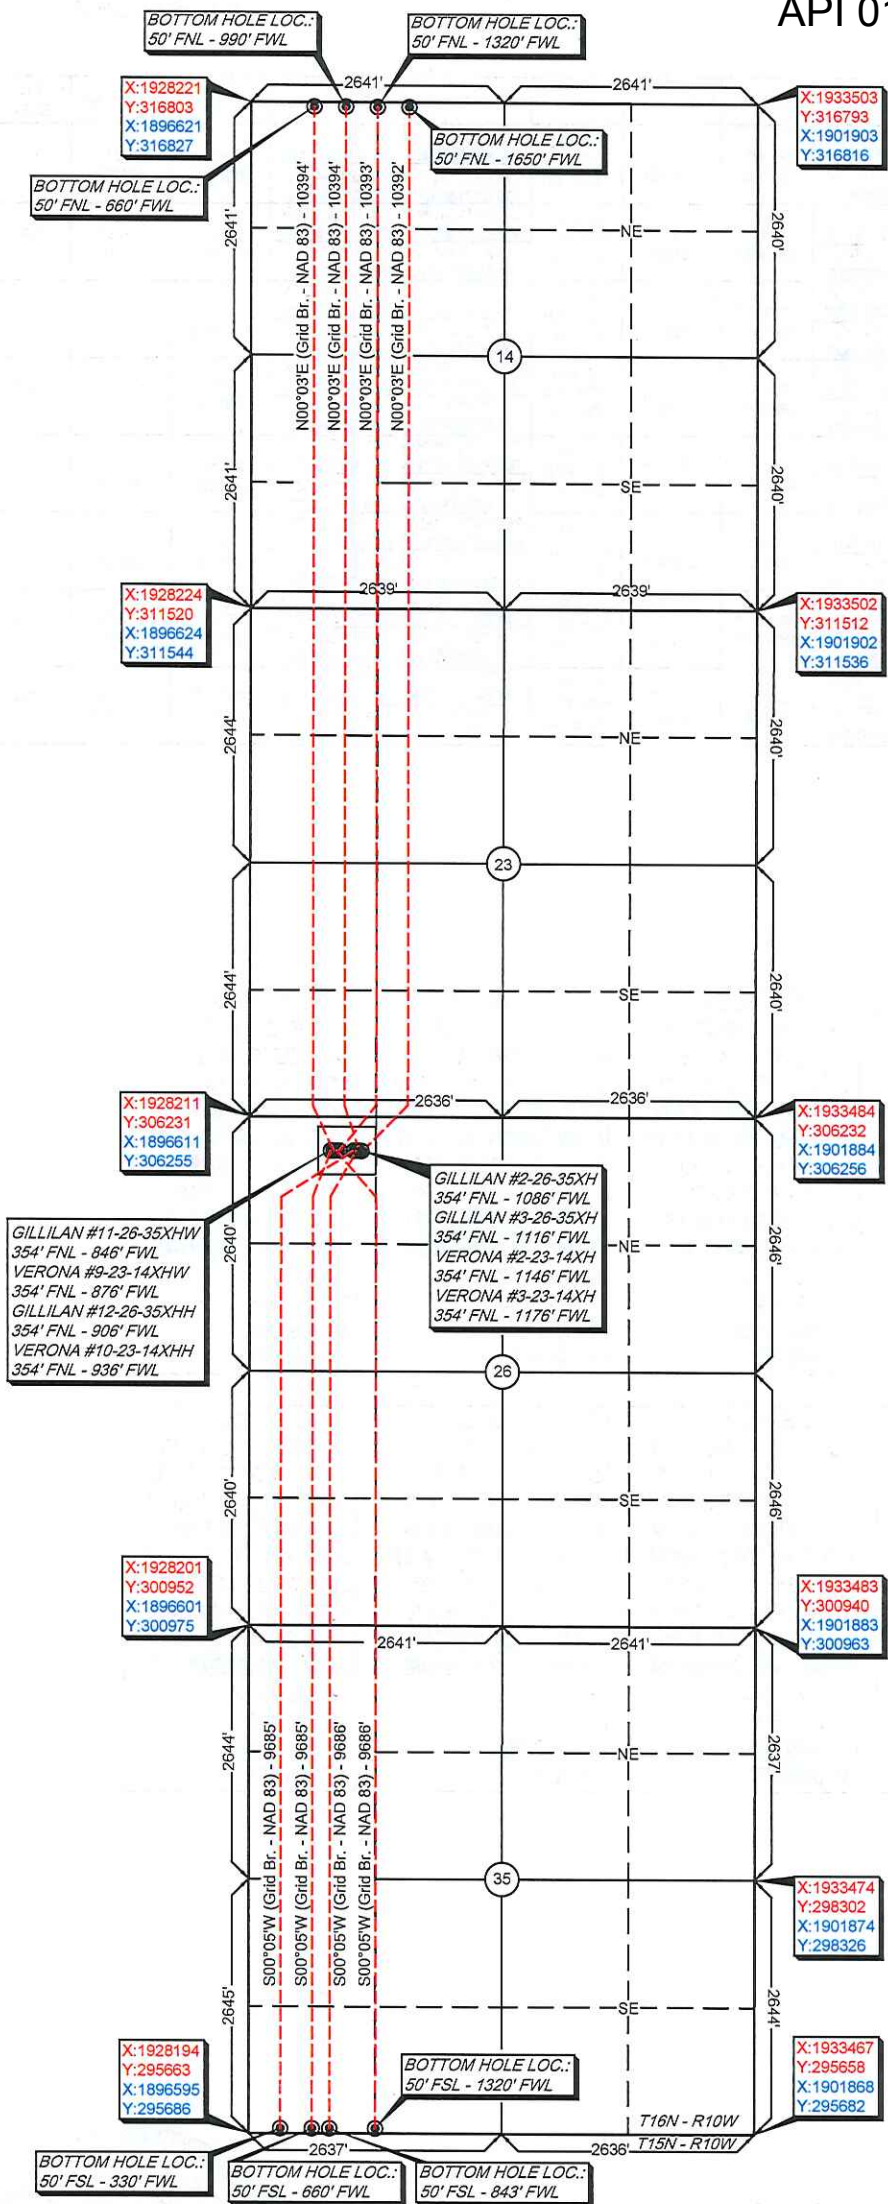 API 01
BOTTOM HOLE LOC.:
50' FNL - 990' FWL
BOTTOM HOLE LOC.:
50' FNL - 1320' FWL
2641'
2641'
X:1928221
Y:316803
X:1896621
Y:316827
X:1933503
Y:316793
X:1901903
Y:316816
BOTTOM HOLE LOC.:
50' FNL - 1650' FWL
BOTTOM HOLE LOC.:
50' FNL - 660' FWL
N00°03'E (Grid Br. - NAD 83) - 10394'
N00°03'E (Grid Br. - NAD 83) - 10394'
N00°03'E (Grid Br. - NAD 83) - 10393'
N00°03'E (Grid Br. - NAD 83) - 10392'
2641'
NE
2640'
14
2641'
SE
2640'
X:1928224
Y:311520
X:1896624
Y:311544
2639'
2639'
X:1933502
Y:311512
X:1901902
Y:311536
2644'
NE
2640'
23
2644'
SE
2640'
X:1928211
Y:306231
X:1896611
Y:306255
2636'
2636'
X:1933484
Y:306232
X:1901884
Y:306256
GILLILAN #2-26-35XH
354' FNL - 1086' FWL
GILLILAN #3-26-35XH
354' FNL - 1116' FWL
VERONA #2-23-14XH
354' FNL - 1146' FWL
VERONA #3-23-14XH
354' FNL - 1176' FWL
GILLILAN #11-26-35XHW
354' FNL - 846' FWL
VERONA #9-23-14XHW
354' FNL - 876' FWL
GILLILAN #12-26-35XHH
354' FNL - 906' FWL
VERONA #10-23-14XHH
354' FNL - 936' FWL
2640'
NE
2646'
26
2640'
SE
2646'
X:1928201
Y:300952
X:1896601
Y:300975
2641'
2641'
X:1933483
Y:300940
X:1901883
Y:300963
S00°05'W (Grid Br. - NAD 83) - 9685'
S00°05'W (Grid Br. - NAD 83) - 9685'
S00°05'W (Grid Br. - NAD 83) - 9686'
S00°05'W (Grid Br. - NAD 83) - 9686'
2644'
NE
2637'
35
X:1933474
Y:298302
X:1901874
Y:298326
2645'
SE
2644'
X:1928194
Y:295663
X:1896595
Y:295686
BOTTOM HOLE LOC.:
50' FSL - 1320' FWL
X:1933467
Y:295658
X:1901868
Y:295682
T16N - R10W
2637'
2636'
T15N - R10W
BOTTOM HOLE LOC.:
50' FSL - 330' FWL
BOTTOM HOLE LOC.:
50' FSL - 660' FWL
BOTTOM HOLE LOC.:
50' FSL - 843' FWL